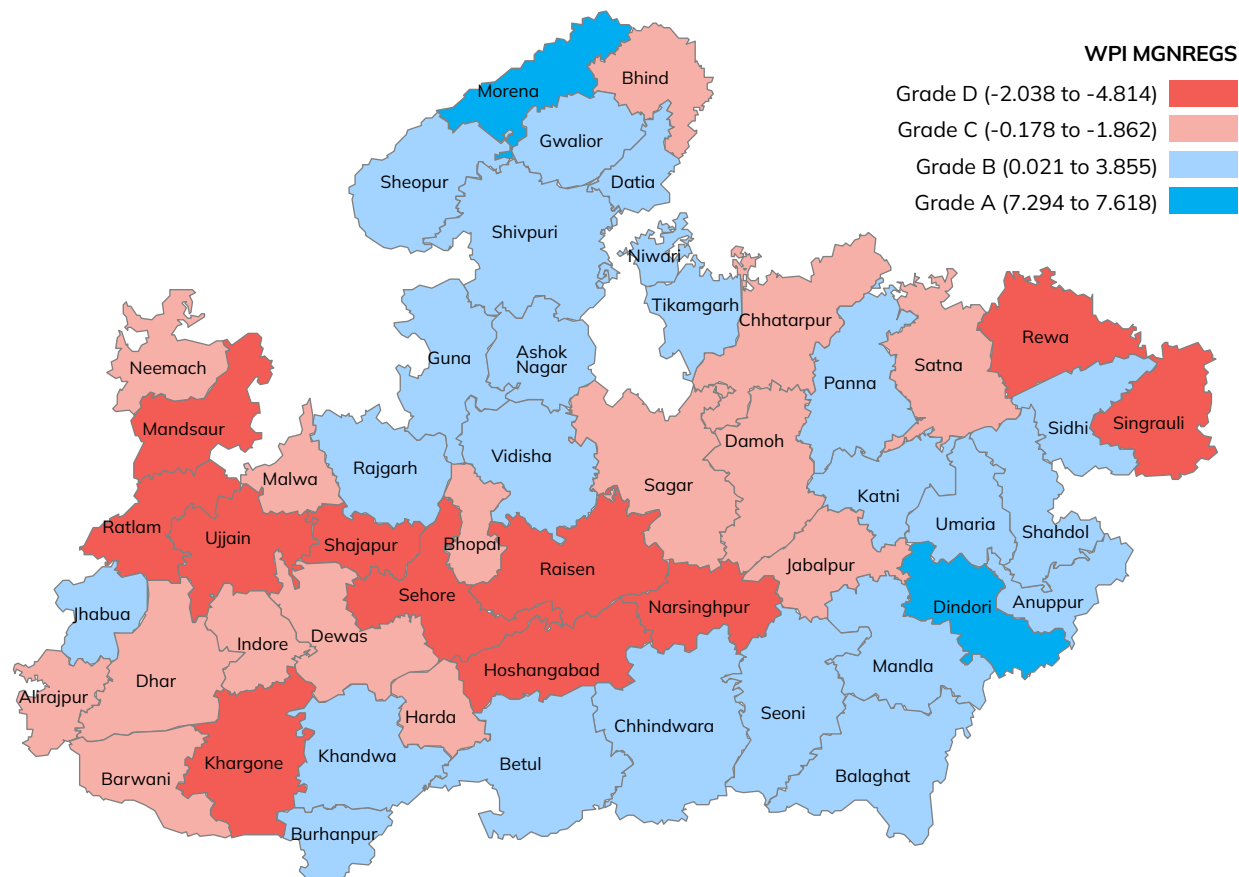 WPI MGNREGS
Grade D (-2.038 to -4.814)
Grade C (-0.178 to -1.862)
Grade B (0.021 to 3.855)
Grade A (7.294 to 7.618)
Bhind
Morena
Gwalior
Sheopur
Datia
Shivpuri
Niwari
Tikamgarh
Chhatarpur
Rewa
Guna
Ashok
Nagar
Neemach
Satna
Panna
Mandsaur
Sidhi
Singrauli
Damoh
Vidisha
Rajgarh
Malwa
Sagar
Katni
Umaria
Ratlam
Shahdol
Ujjain
Shajapur
Bhopal
Raisen
Jabalpur
Sehore
Anuppur
Narsinghpur
Dindori
Jhabua
Dewas
Indore
Mandla
Hoshangabad
Dhar
Alirajpur
Seoni
Harda
Chhindwara
Khandwa
Khargone
Betul
Balaghat
Barwani
Burhanpur